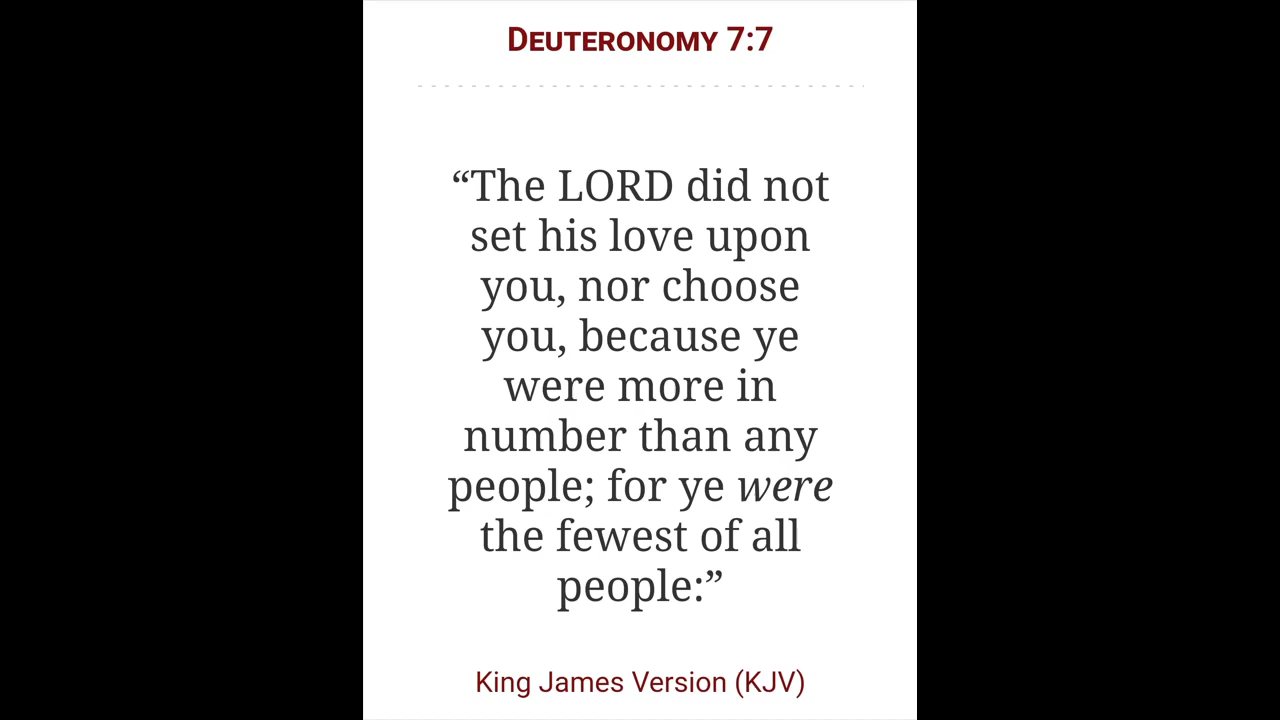 DEUTERONOMY 7:7
“The LORD did not
set his love upon
you, nor choose
you, because ye
were more in
number than any
people; for ye were
the fewest of all
people:”
King James Version (KJV)